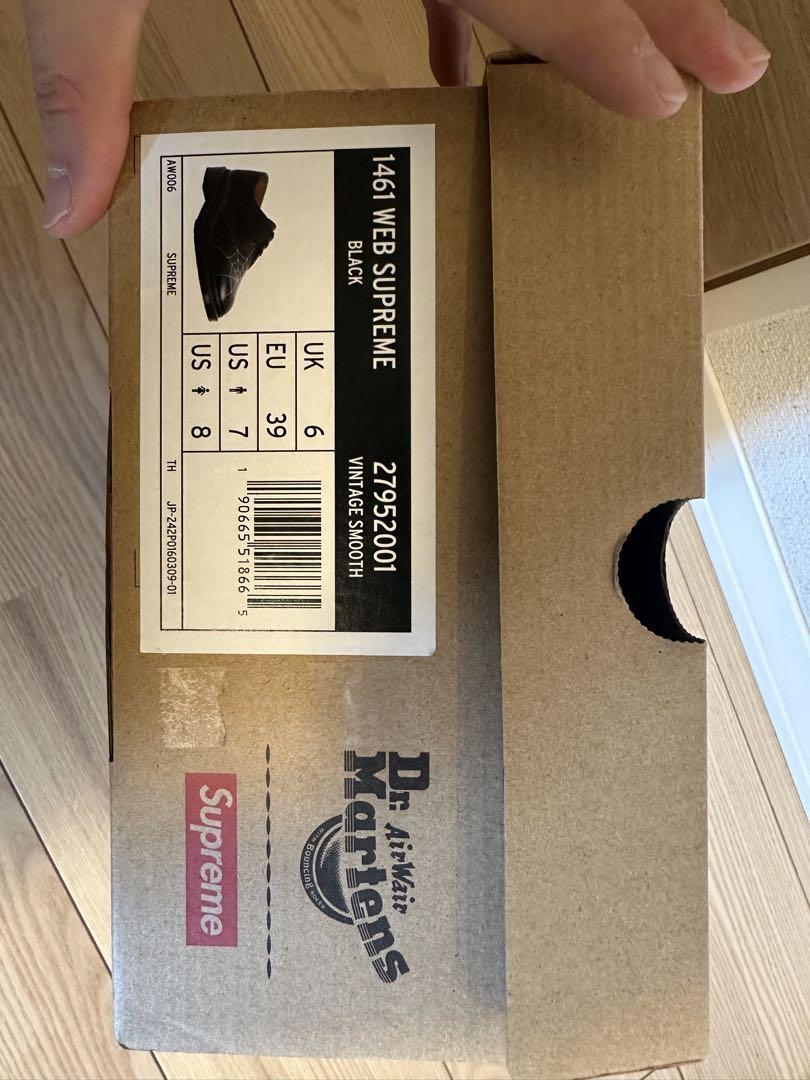 1461 WEB SUPREME 27952001
BLACK VINTAGE SMOOTH
UK 6
EU 39
US 7
US 8
1 90665 51866 5
AW006 SUPREME TH JP-242P0160309-01
Dr. AirWair
Martens
WITH Bouncing SOLES
Supreme